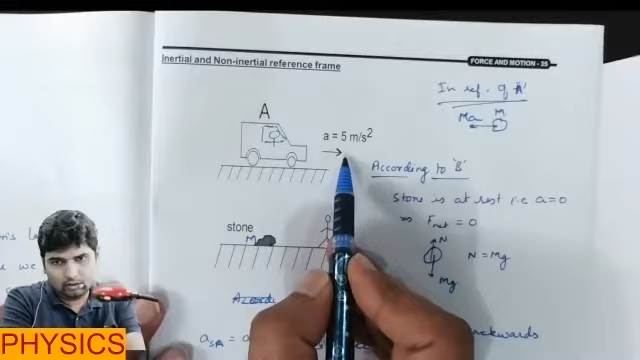 Inertial and Non-inertial reference frame
FORCE AND MOTION - 35
In ref. of 'A'
A
Ma M
a = 5 m/s²
According to 'B'
stone is at rest i.e a=0
⇒ Fnet = 0
stone
M
N
N = Mg
Mg
backwards
PHYSICS